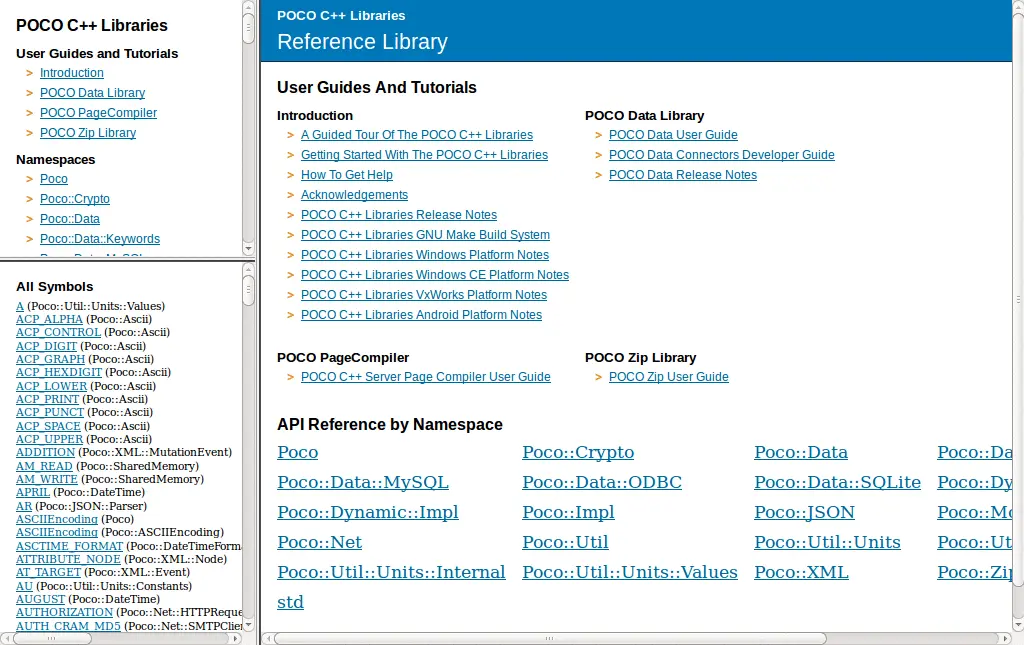 POCO C++ Libraries
User Guides and Tutorials
> Introduction
> POCO Data Library
> POCO PageCompiler
> POCO Zip Library
Namespaces
> Poco
> Poco::Crypto
> Poco::Data
> Poco::Data::Keywords
All Symbols
A (Poco::Util::Units::Values)
ACP_ALPHA (Poco::Ascii)
ACP_CONTROL (Poco::Ascii)
ACP_DIGIT (Poco::Ascii)
ACP_GRAPH (Poco::Ascii)
ACP_HEXDIGIT (Poco::Ascii)
ACP_LOWER (Poco::Ascii)
ACP_PRINT (Poco::Ascii)
ACP_PUNCT (Poco::Ascii)
ACP_SPACE (Poco::Ascii)
ACP_UPPER (Poco::Ascii)
ADDITION (Poco::XML::MutationEvent)
AM_READ (Poco::SharedMemory)
AM_WRITE (Poco::SharedMemory)
APRIL (Poco::DateTime)
AR (Poco::JSON::Parser)
ASCIIEncoding (Poco)
ASCIIEncoding (Poco::ASCIIEncoding)
ASCTIME_FORMAT (Poco::DateTimeForma
ATTRIBUTE_NODE (Poco::XML::Node)
AT_TARGET (Poco::XML::Event)
AU (Poco::Util::Units::Constants)
AUGUST (Poco::DateTime)
AUTHORIZATION (Poco::Net::HTTPReque
AUTH_CRAM_MD5 (Poco::Net::SMTPClien
POCO C++ Libraries
Reference Library
User Guides And Tutorials
Introduction
> A Guided Tour Of The POCO C++ Libraries
> Getting Started With The POCO C++ Libraries
> How To Get Help
> Acknowledgements
> POCO C++ Libraries Release Notes
> POCO C++ Libraries GNU Make Build System
> POCO C++ Libraries Windows Platform Notes
> POCO C++ Libraries Windows CE Platform Notes
> POCO C++ Libraries VxWorks Platform Notes
> POCO C++ Libraries Android Platform Notes
POCO Data Library
> POCO Data User Guide
> POCO Data Connectors Developer Guide
> POCO Data Release Notes
POCO PageCompiler
> POCO C++ Server Page Compiler User Guide
POCO Zip Library
> POCO Zip User Guide
API Reference by Namespace
Poco Poco::Crypto Poco::Data Poco::Da
Poco::Data::MySQL Poco::Data::ODBC Poco::Data::SQLite Poco::Dy
Poco::Dynamic::Impl Poco::Impl Poco::JSON Poco::Mo
Poco::Net Poco::Util Poco::Util::Units Poco::Ut
Poco::Util::Units::Internal Poco::Util::Units::Values Poco::XML Poco::Zip
std